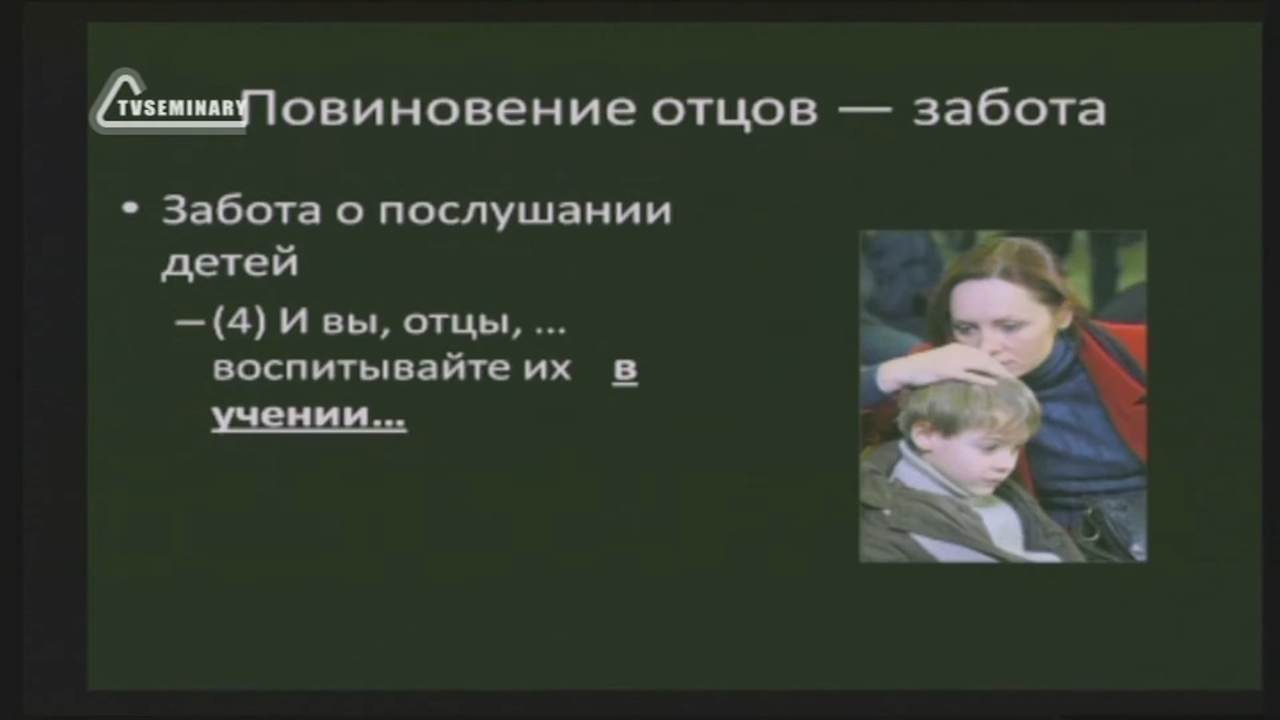 TVSEMINARY
Повиновение отцов — забота
• Забота о послушании
детей
– (4) И вы, отцы, ...
воспитывайте их в
учении...